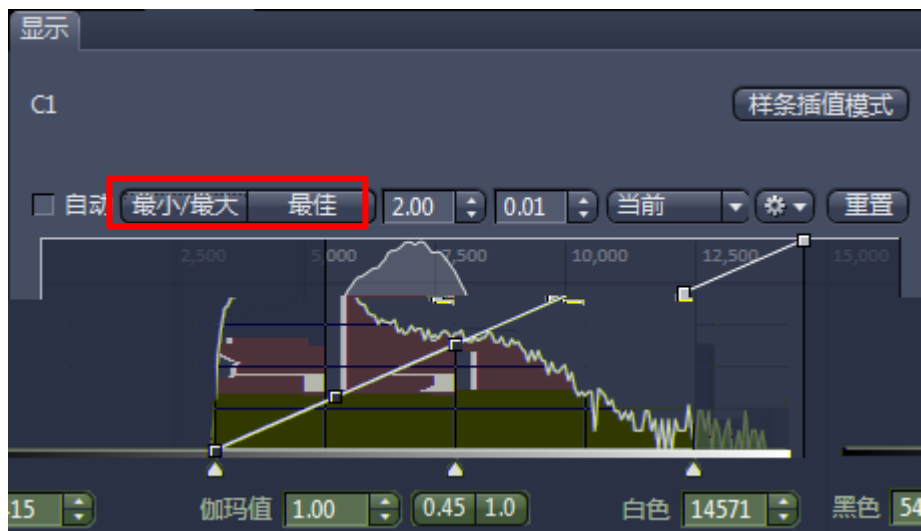 显示
C1
样条插值模式
自动 最小/最大 最佳 2.00 0.01 当前 重置
2,500 5,000 7,500 10,000 12,500 15,000
15 伽玛值 1.00 0.45 1.0 白色 14571 黑色 54